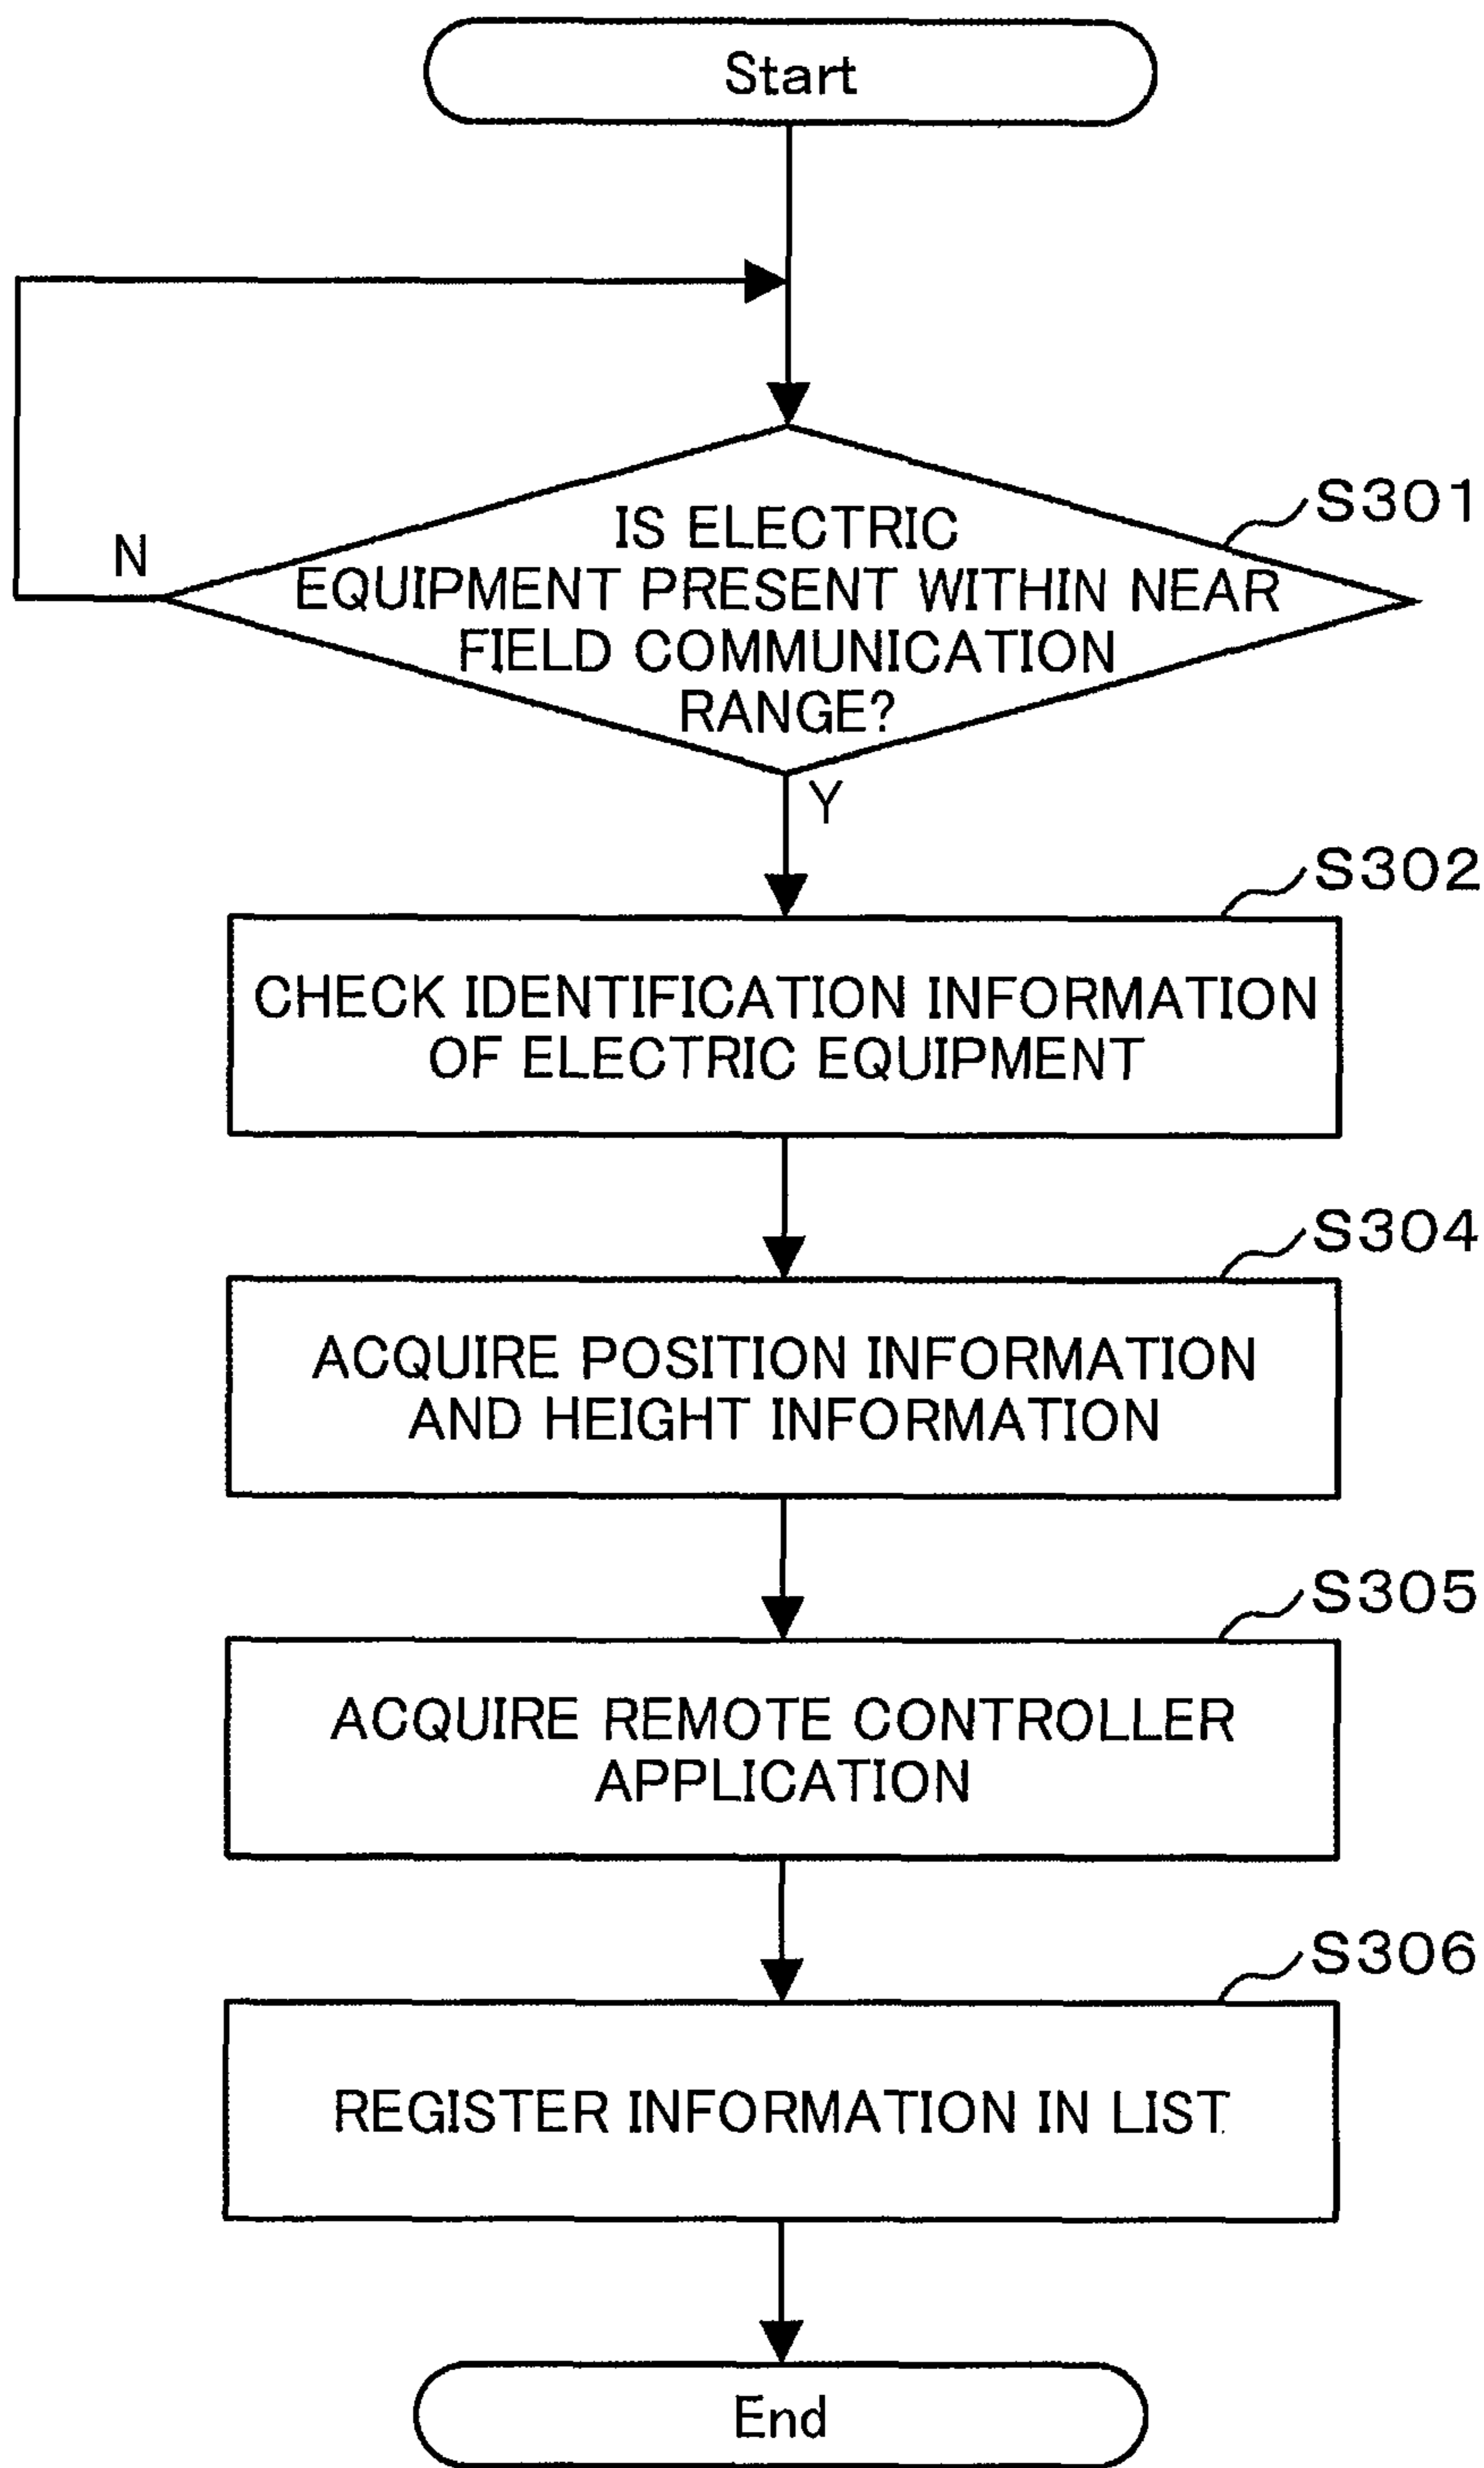 Start
S301
N
IS ELECTRIC
EQUIPMENT PRESENT WITHIN NEAR
FIELD COMMUNICATION
RANGE?
Y
S302
CHECK IDENTIFICATION INFORMATION
OF ELECTRIC EQUIPMENT
S304
ACQUIRE POSITION INFORMATION
AND HEIGHT INFORMATION
S305
ACQUIRE REMOTE CONTROLLER
APPLICATION
S306
REGISTER INFORMATION IN LIST
End